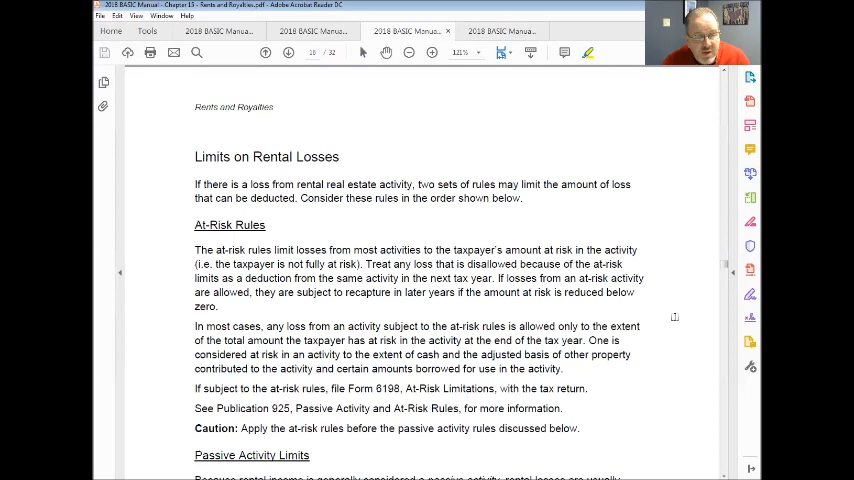 2018 BASIC Manual - Chapter 15 - Rents and Royalties.pdf - Adobe Acrobat Reader DC
File Edit View Window Help
Home Tools 2018 BASIC Manua... 2018 BASIC Manua... 2018 BASIC Manua... × 2018 BASIC Manua...
16 / 32 121%
Rents and Royalties
Limits on Rental Losses
If there is a loss from rental real estate activity, two sets of rules may limit the amount of loss
that can be deducted. Consider these rules in the order shown below.
At-Risk Rules
The at-risk rules limit losses from most activities to the taxpayer's amount at risk in the activity
(i.e. the taxpayer is not fully at risk). Treat any loss that is disallowed because of the at-risk
limits as a deduction from the same activity in the next tax year. If losses from an at-risk activity
are allowed, they are subject to recapture in later years if the amount at risk is reduced below
zero.
In most cases, any loss from an activity subject to the at-risk rules is allowed only to the extent
of the total amount the taxpayer has at risk in the activity at the end of the tax year. One is
considered at risk in an activity to the extent of cash and the adjusted basis of other property
contributed to the activity and certain amounts borrowed for use in the activity.
If subject to the at-risk rules, file Form 6198, At-Risk Limitations, with the tax return.
See Publication 925, Passive Activity and At-Risk Rules, for more information.
Caution: Apply the at-risk rules before the passive activity rules discussed below.
Passive Activity Limits
Because rental income is generally considered a passive activity, rental losses are usually